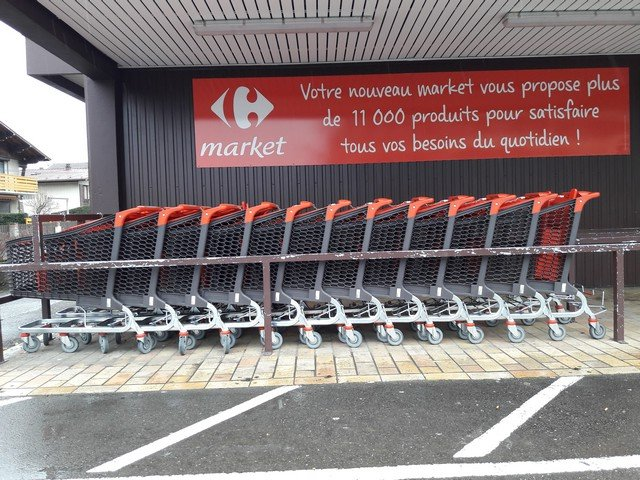 Votre nouveau market vous propose plus
de 11 000 produits pour satisfaire
tous vos besoins du quotidien !
market